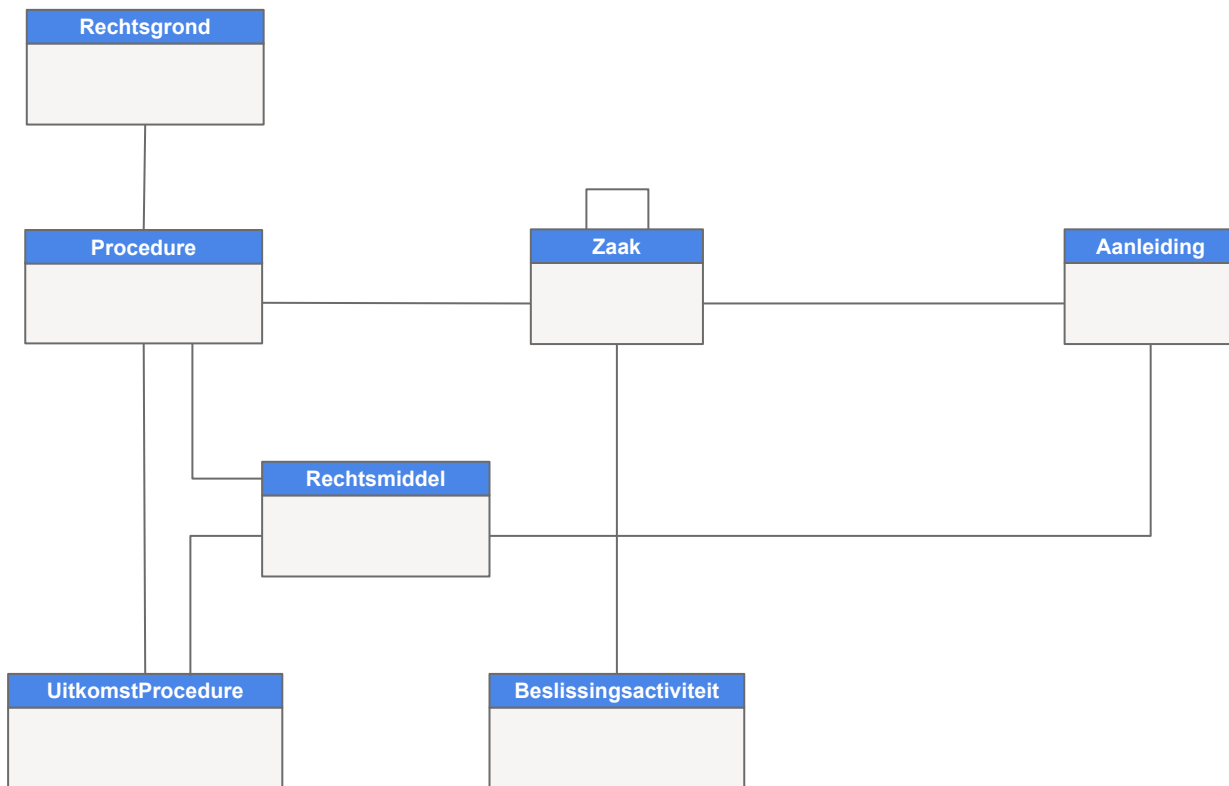 Rechtsgrond
Procedure
Zaak
Aanleiding
Rechtsmiddel
UitkomstProcedure
Beslissingsactiviteit